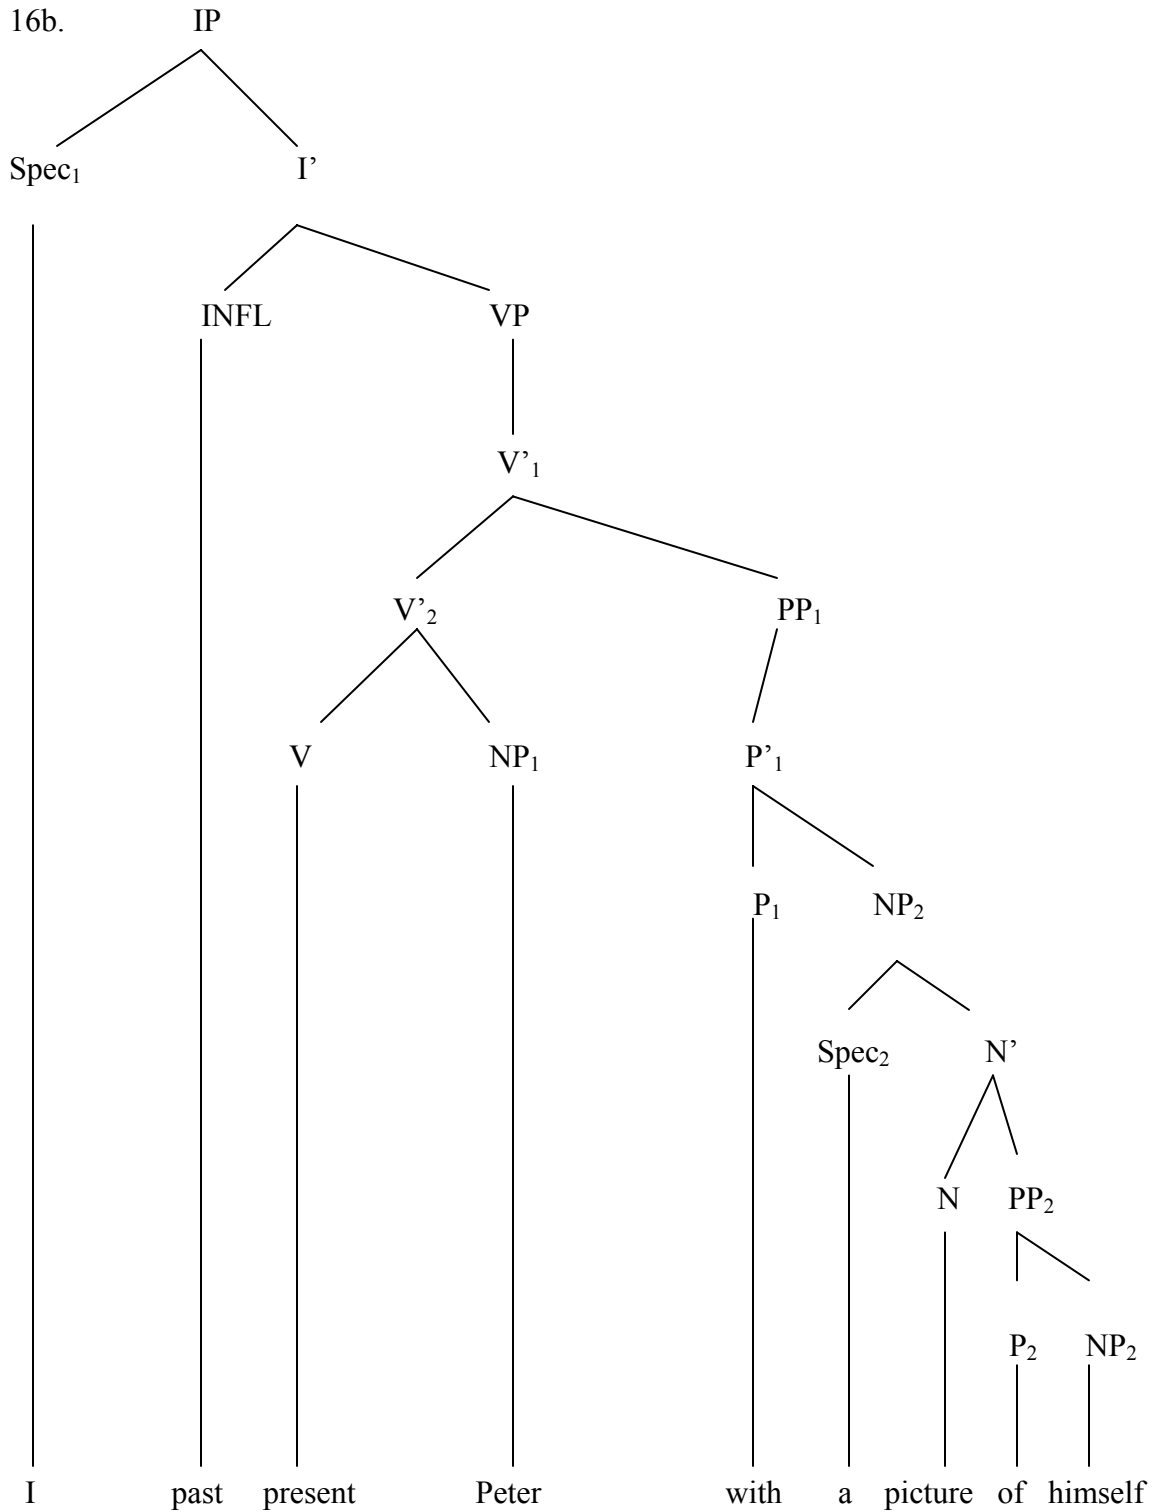 16b. IP
Spec₁ I’
INFL VP
V’₁
V’₂ PP₁
V NP₁ P’₁
P₁ NP₂
Spec₂ N’
N PP₂
P₂ NP₂
I past present Peter with a picture of himself